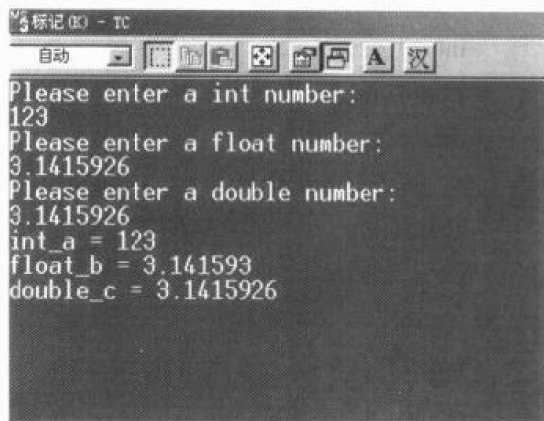 标记(K) - TC
自动
A 汉
Please enter a int number:
123
Please enter a float number:
3.1415926
Please enter a double number:
3.1415926
int_a = 123
float_b = 3.141593
double_c = 3.1415926